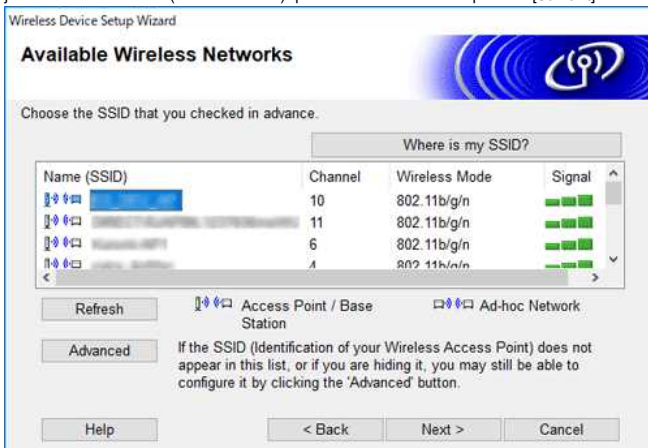 Wireless Device Setup Wizard
Available Wireless Networks
Choose the SSID that you checked in advance.
Where is my SSID?
Name (SSID) Channel Wireless Mode Signal
10 802.11b/g/n
11 802.11b/g/n
6 802.11b/g/n
4 802.11b/g/n
Refresh
Access Point / Base
Station
Ad-hoc Network
Advanced
If the SSID (Identification of your Wireless Access Point) does not
appear in this list, or if you are hiding it, you may still be able to
configure it by clicking the 'Advanced' button.
Help
< Back
Next >
Cancel